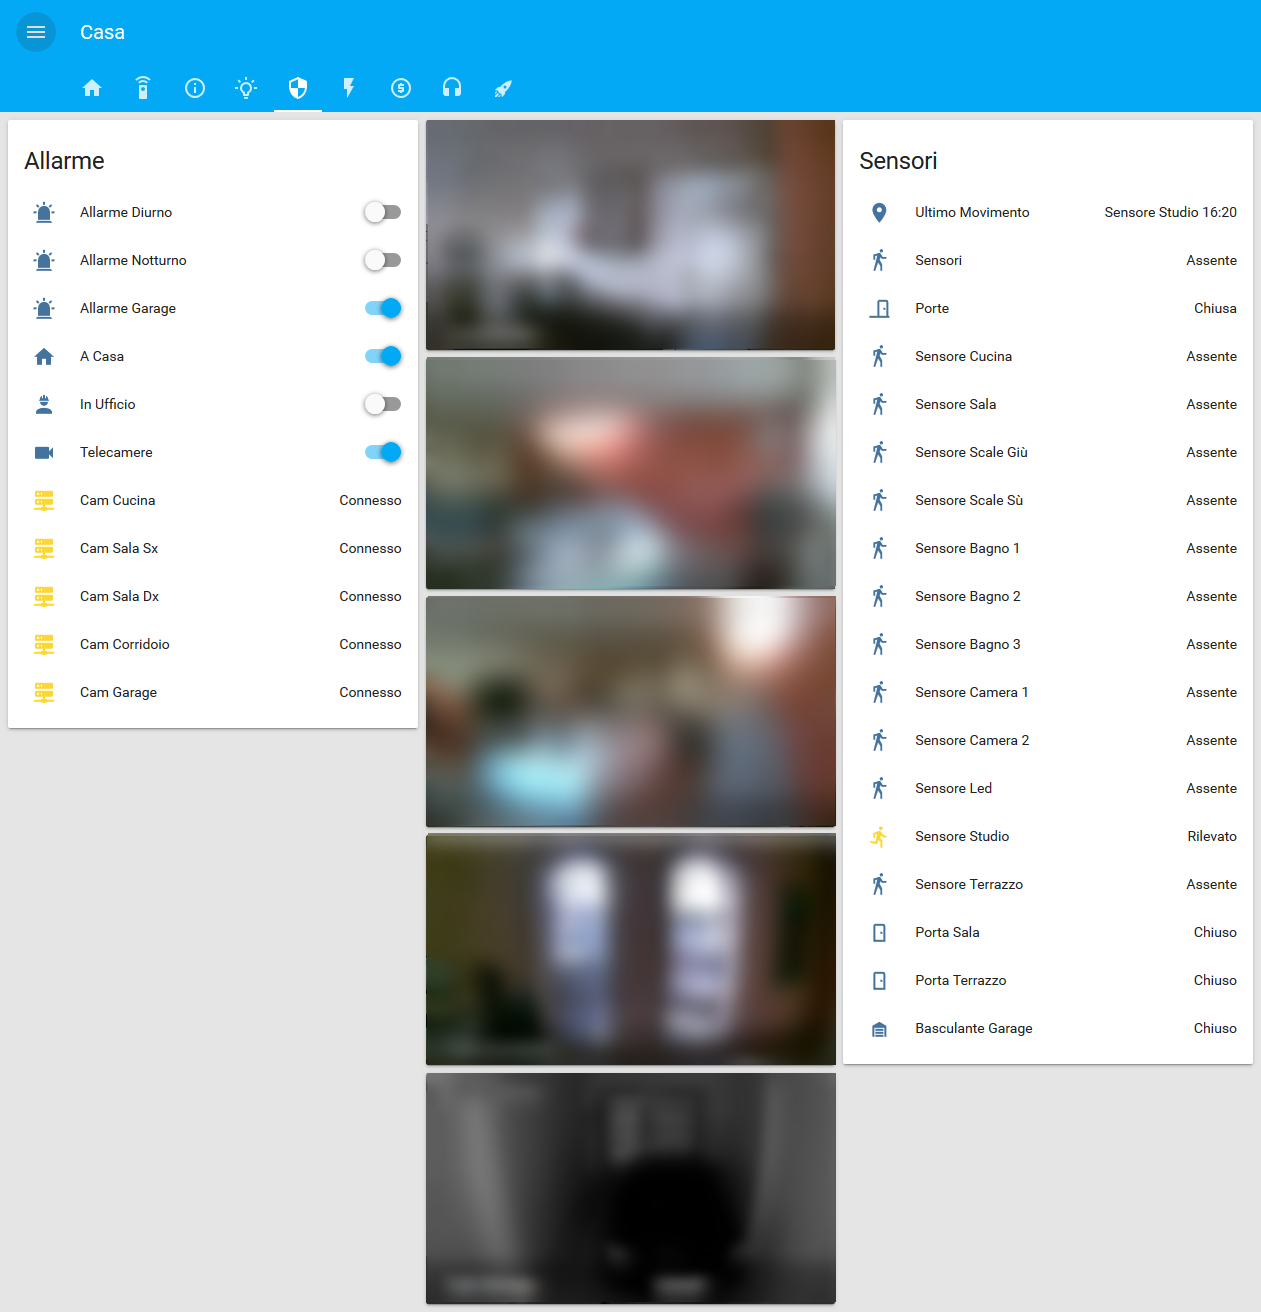 Casa
Allarme
Allarme Diurno
Allarme Notturno
Allarme Garage
A Casa
In Ufficio
Telecamere
Cam Cucina Connesso
Cam Sala Sx Connesso
Cam Sala Dx Connesso
Cam Corridoio Connesso
Cam Garage Connesso
Sensori
Ultimo Movimento Sensore Studio 16:20
Sensori Assente
Porte Chiusa
Sensore Cucina Assente
Sensore Sala Assente
Sensore Scale Giù Assente
Sensore Scale Sù Assente
Sensore Bagno 1 Assente
Sensore Bagno 2 Assente
Sensore Bagno 3 Assente
Sensore Camera 1 Assente
Sensore Camera 2 Assente
Sensore Led Assente
Sensore Studio Rilevato
Sensore Terrazzo Assente
Porta Sala Chiuso
Porta Terrazzo Chiuso
Basculante Garage Chiuso